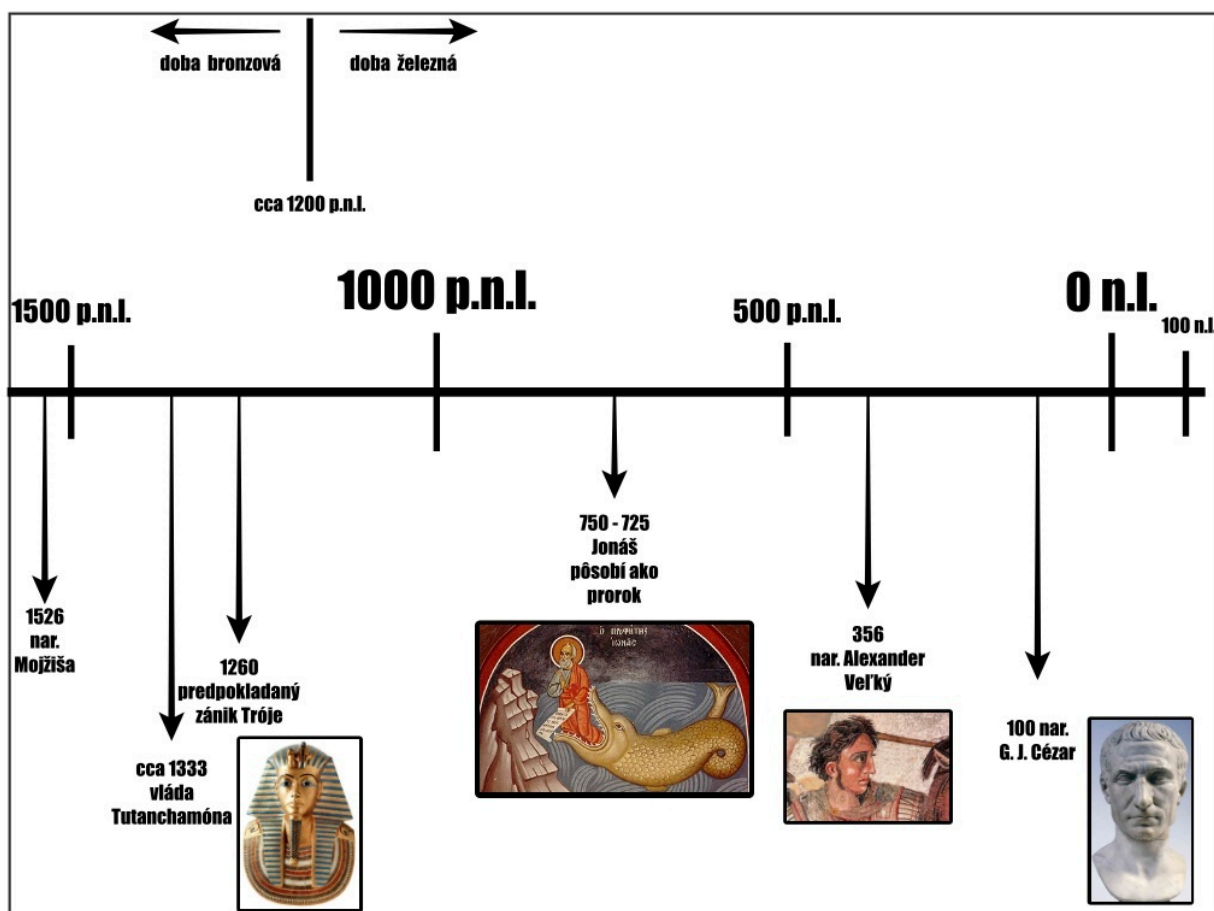 doba bronzová
doba železná
cca 1200 p.n.l.
1500 p.n.l.
1000 p.n.l.
500 p.n.l.
0 n.l.
100 n.l.
1526
nar.
Mojžiša
cca 1333
vláda
Tutanchamóna
1260
predpokladaný
zánik Tróje
750 - 725
Jonáš
pôsobí ako
prorok
356
nar. Alexander
Veľký
100 nar.
G. J. Cézar